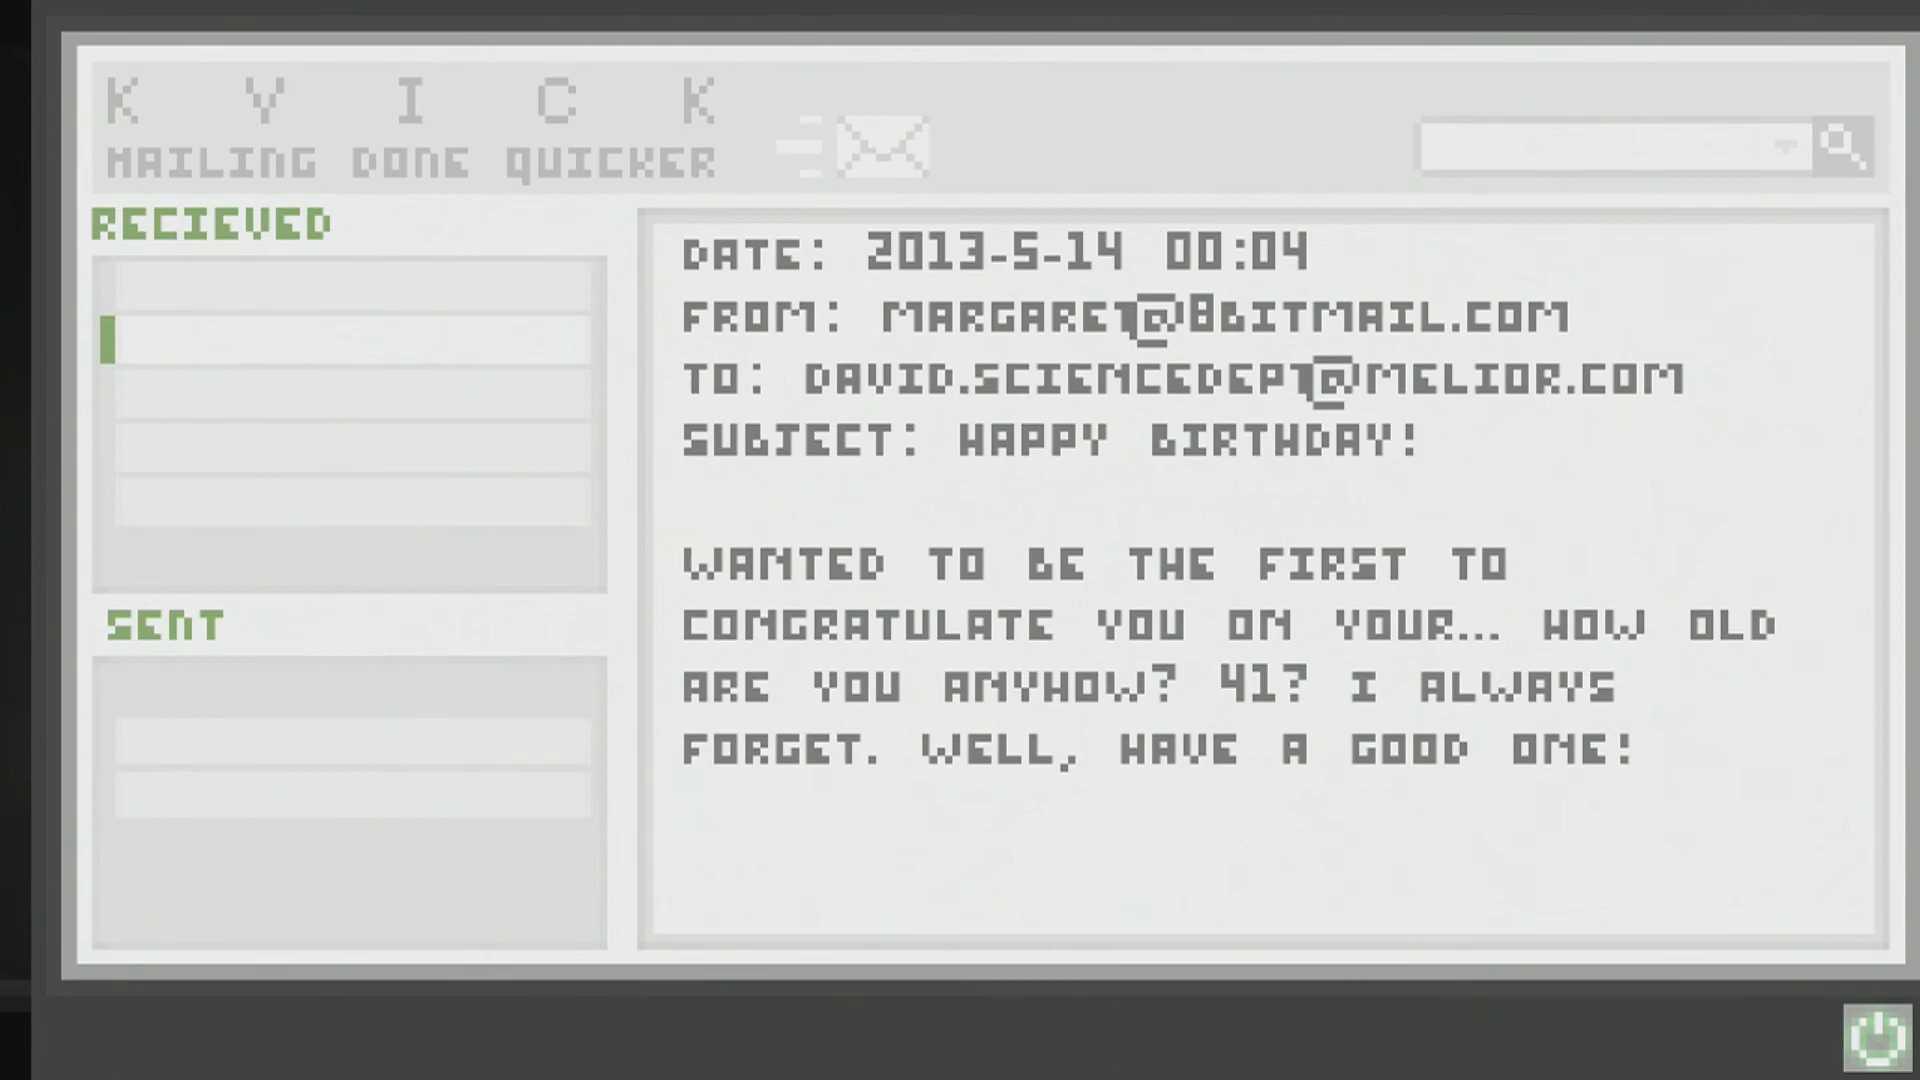 K V I C K
MAILING DONE QUICKER
RECIEVED
DATE: 2013-5-14 00:04
FROM: MARGARET@8BITMAIL.COM
TO: DAVID.SCIENCEDEPT@MELIOR.COM
SUBJECT: HAPPY BIRTHDAY!
WANTED TO BE THE FIRST TO
CONGRATULATE YOU ON YOUR... HOW OLD
ARE YOU ANYHOW? 41? I ALWAYS
FORGET. WELL, HAVE A GOOD ONE!
SENT